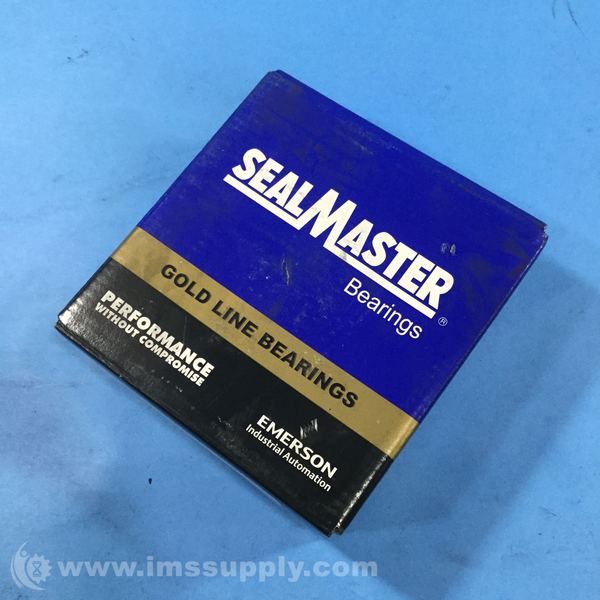 SEALMASTER
Bearings ®
GOLD LINE BEARINGS
PERFORMANCE
WITHOUT COMPROMISE
EMERSON
Industrial Automation
www.imssupply.com